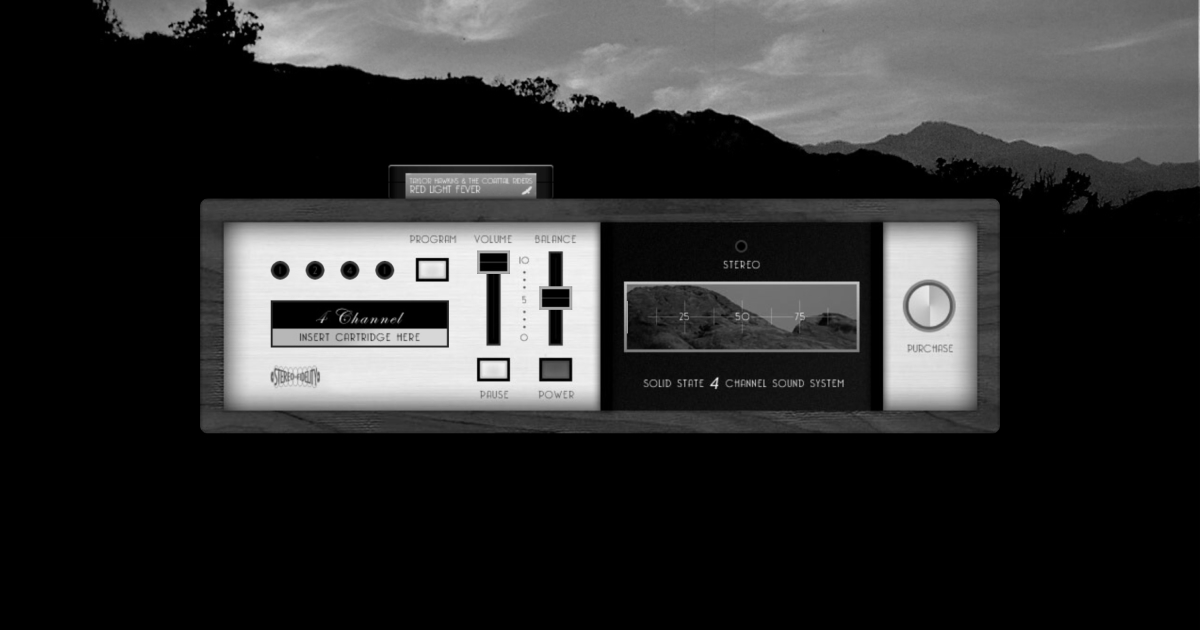 TAYLOR HAWKINS & THE COATTAIL RIDERS
RED LIGHT FEVER
PROGRAM
VOLUME
BALANCE
1 2 4 1
10
5
0
4 Channel
INSERT CARTRIDGE HERE
STEREO-FIDELITY
PAUSE
POWER
STEREO
25 50 75
SOLID STATE 4 CHANNEL SOUND SYSTEM
PURCHASE